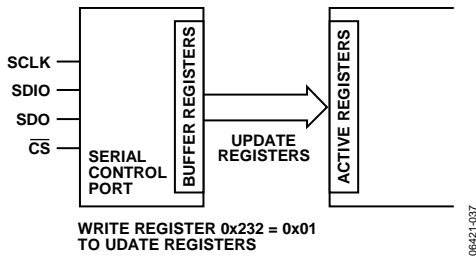 SCLK
SDIO
SDO
CS
SERIAL
CONTROL
PORT
BUFFER REGISTERS
UPDATE
REGISTERS
ACTIVE REGISTERS
WRITE REGISTER 0x232 = 0x01
TO UDATE REGISTERS
06421-037